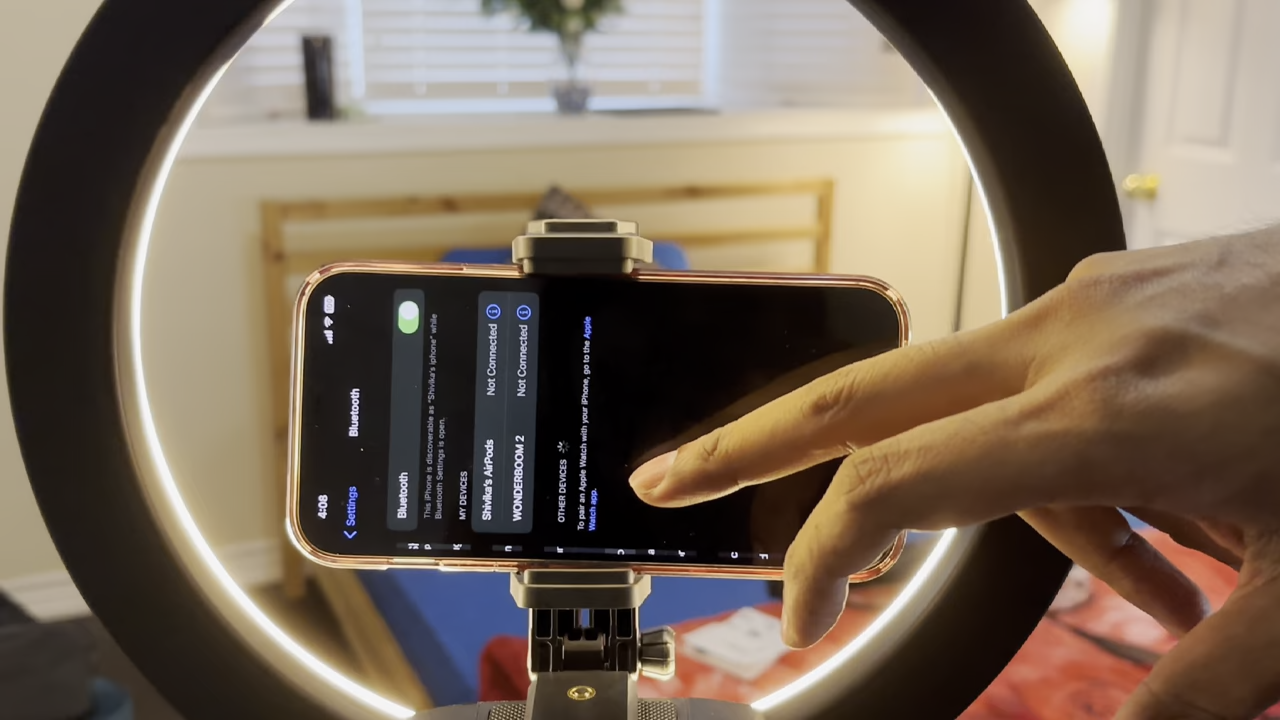 4:08
Settings
Bluetooth
Bluetooth
This iPhone is discoverable as "Shivika's iphone" while
Bluetooth Settings is open.
MY DEVICES
Shivika's AirPods Not Connected
WONDERBOOM 2 Not Connected
OTHER DEVICES
To pair an Apple Watch with your iPhone, go to the Apple
Watch app.